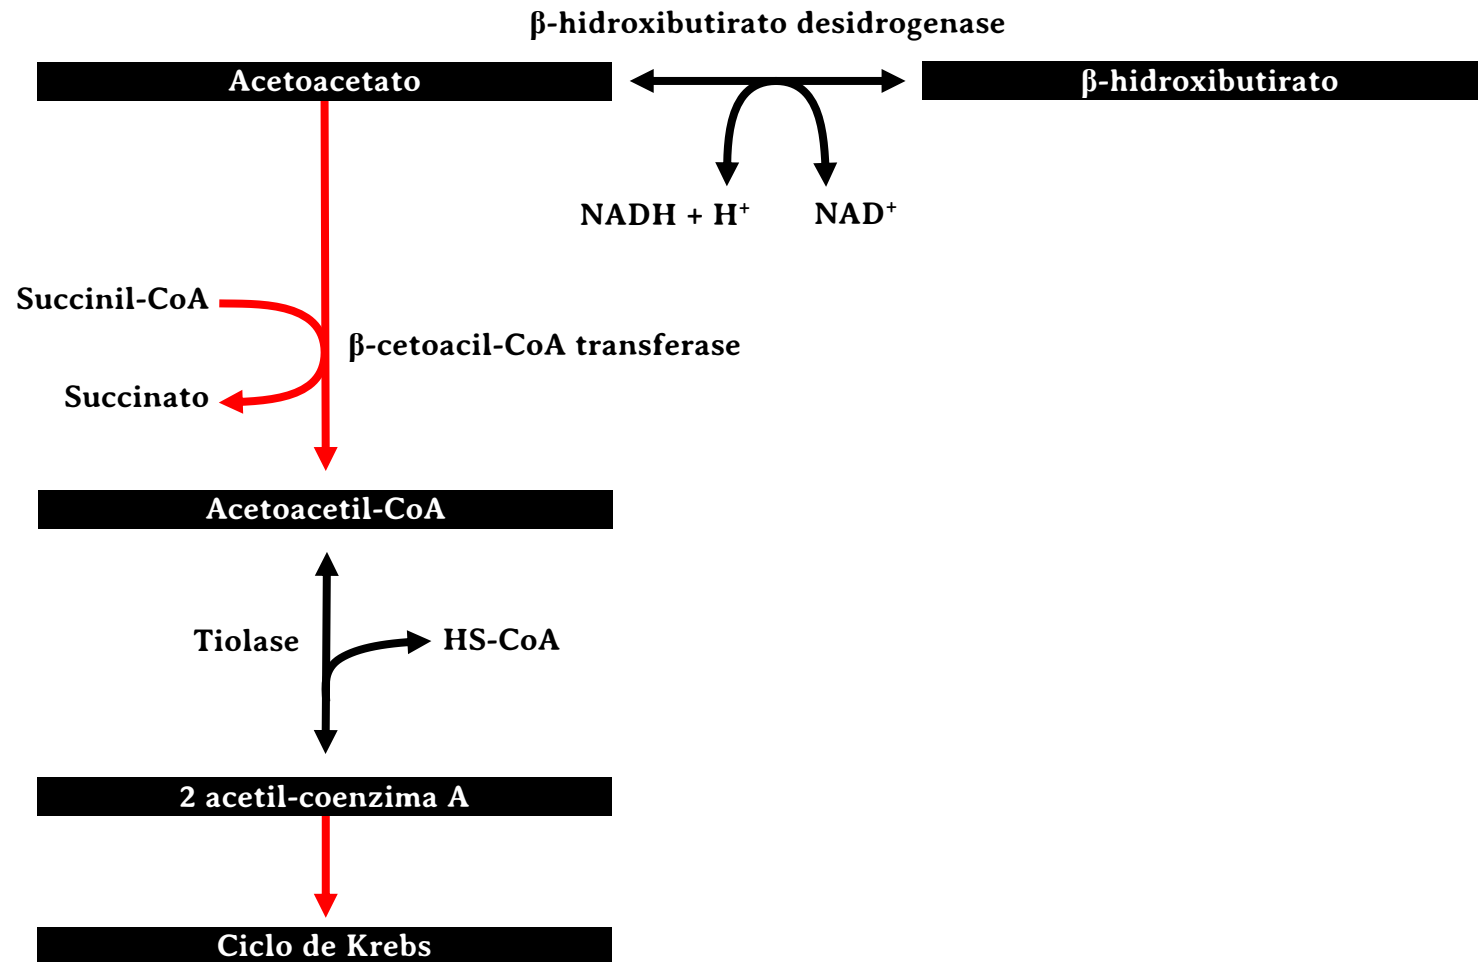 β-hidroxibutirato desidrogenase
Acetoacetato
β-hidroxibutirato
NADH + H⁺
NAD⁺
Succinil-CoA
β-cetoacil-CoA transferase
Succinato
Acetoacetil-CoA
Tiolase
HS-CoA
2 acetil-coenzima A
Ciclo de Krebs